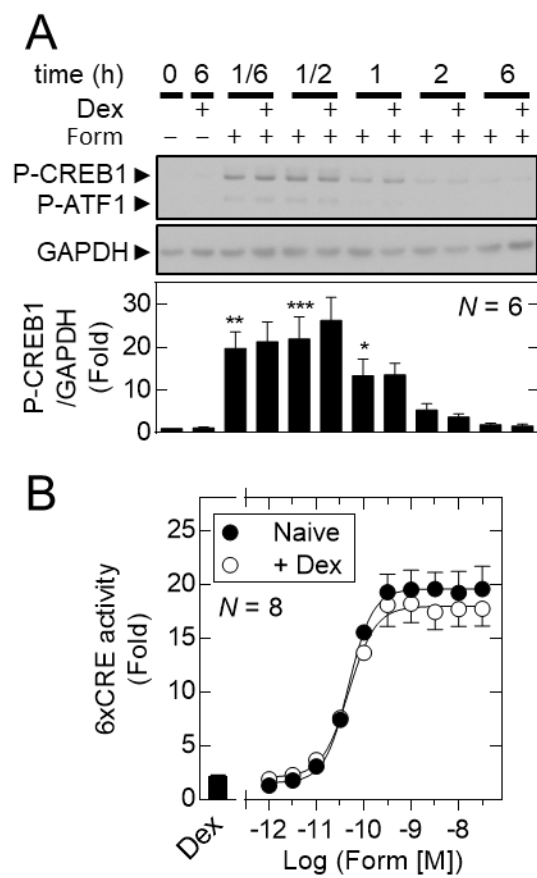 A
time (h) 0 6 1/6 1/2 1 2 6
Dex + + + + + +
Form – – + + + + + + + + + +
P-CREB1
P-ATF1
GAPDH
P-CREB1
/GAPDH
(Fold)
30
20
10
0
** *** *
N = 6
B
6xCRE activity
(Fold)
25
20
15
10
5
0
Naive
+ Dex
N = 8
Dex
-12 -11 -10 -9 -8
Log (Form [M])